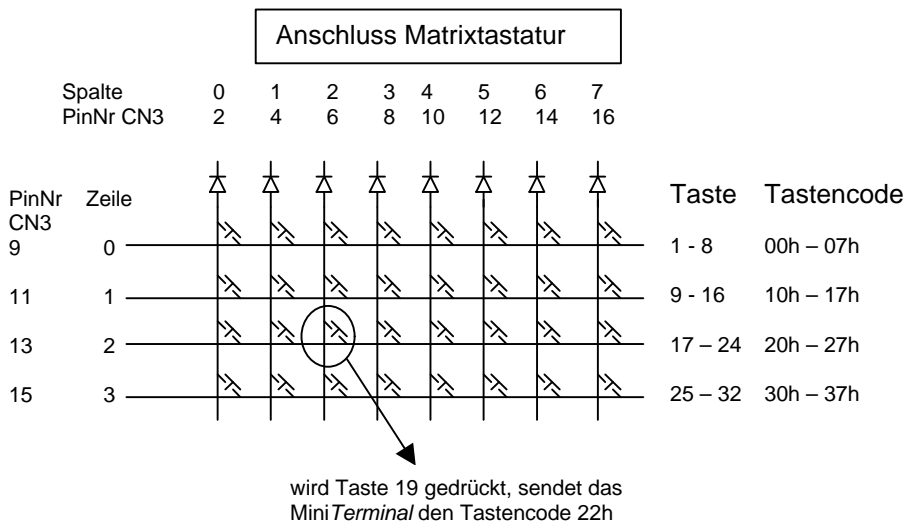 Anschluss Matrixtastatur
Spalte 0 1 2 3 4 5 6 7
PinNr CN3 2 4 6 8 10 12 14 16
PinNr Zeile Taste Tastencode
CN3
9 0 1 - 8 00h – 07h
11 1 9 - 16 10h – 17h
13 2 17 – 24 20h – 27h
15 3 25 – 32 30h – 37h
wird Taste 19 gedrückt, sendet das
MiniTerminal den Tastencode 22h